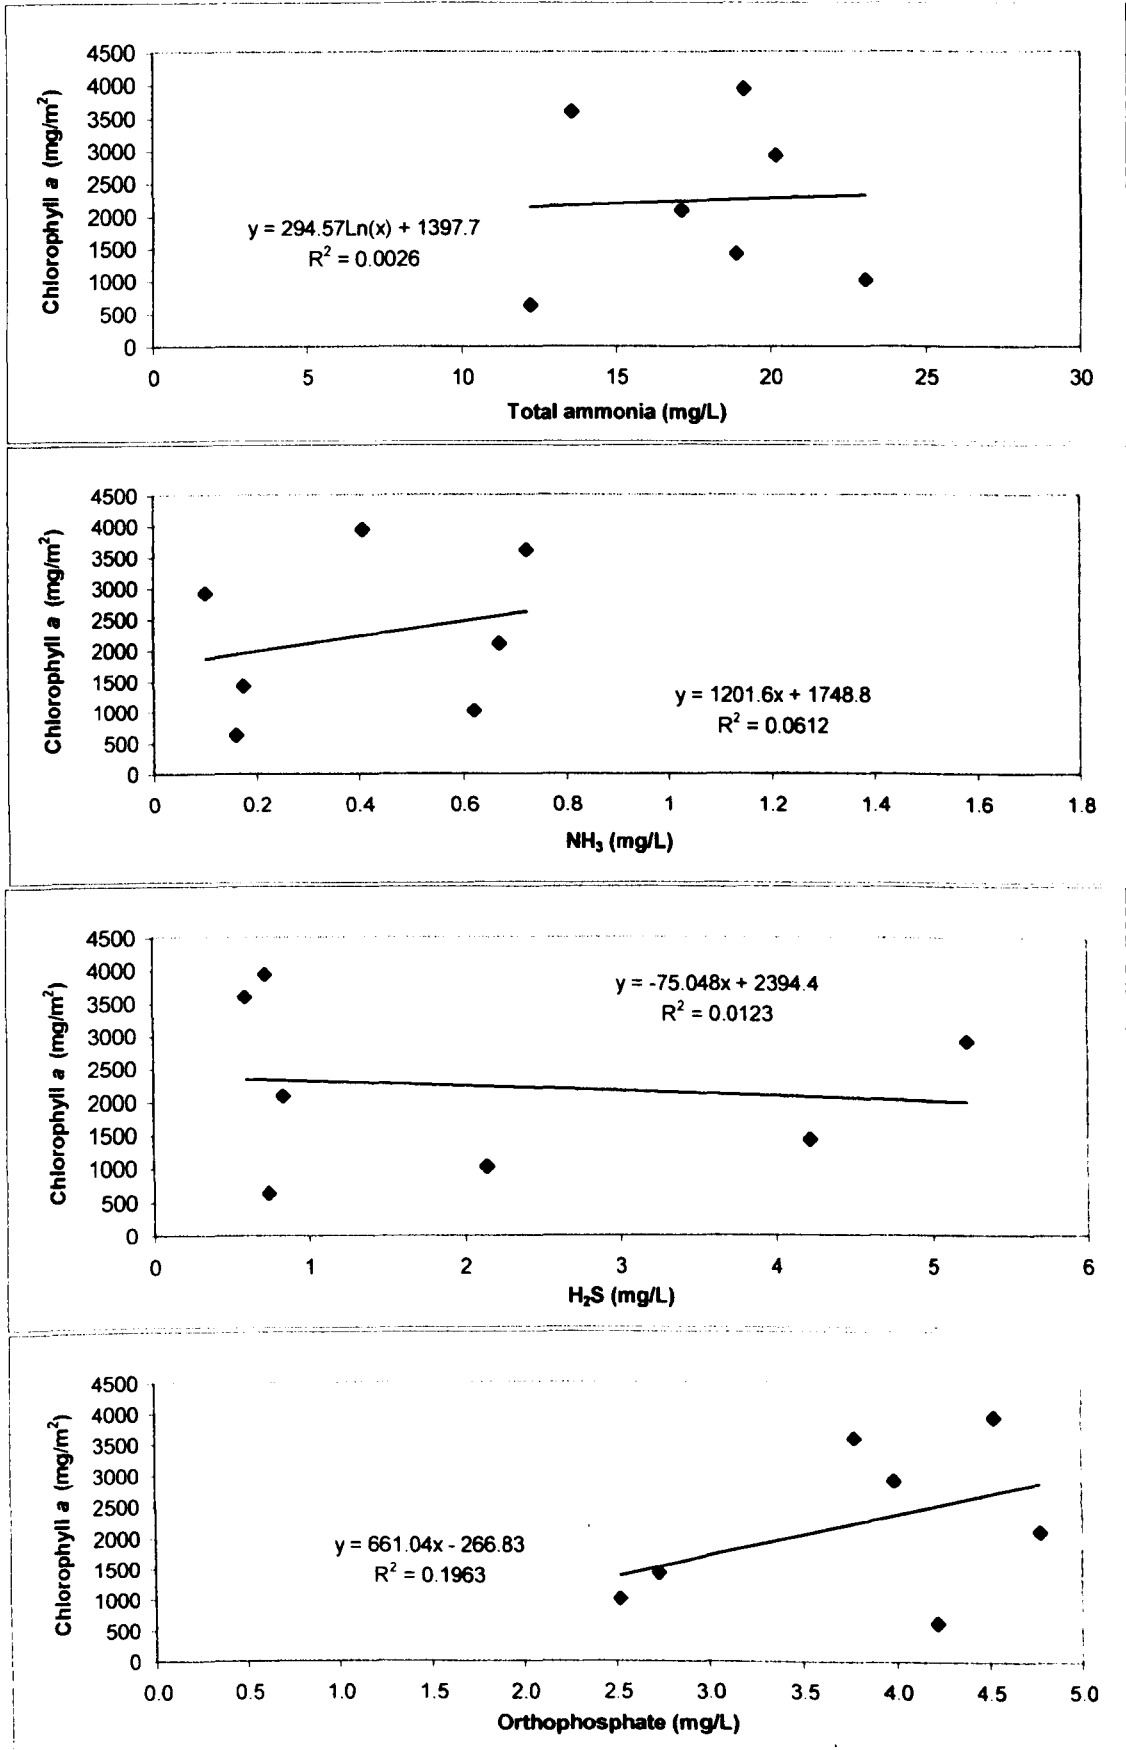 4500
4000
3500
3000
2500
2000
1500
1000
500
0
Chlorophyll a (mg/m²)
y = 294.57Ln(x) + 1397.7
R² = 0.0026
0 5 10 15 20 25 30
Total ammonia (mg/L)
4500
4000
3500
3000
2500
2000
1500
1000
500
0
Chlorophyll a (mg/m²)
y = 1201.6x + 1748.8
R² = 0.0612
0 0.2 0.4 0.6 0.8 1 1.2 1.4 1.6 1.8
NH₃ (mg/L)
4500
4000
3500
3000
2500
2000
1500
1000
500
0
Chlorophyll a (mg/m²)
y = -75.048x + 2394.4
R² = 0.0123
0 1 2 3 4 5 6
H₂S (mg/L)
4500
4000
3500
3000
2500
2000
1500
1000
500
0
Chlorophyll a (mg/m²)
y = 661.04x - 266.83
R² = 0.1963
0.0 0.5 1.0 1.5 2.0 2.5 3.0 3.5 4.0 4.5 5.0
Orthophosphate (mg/L)